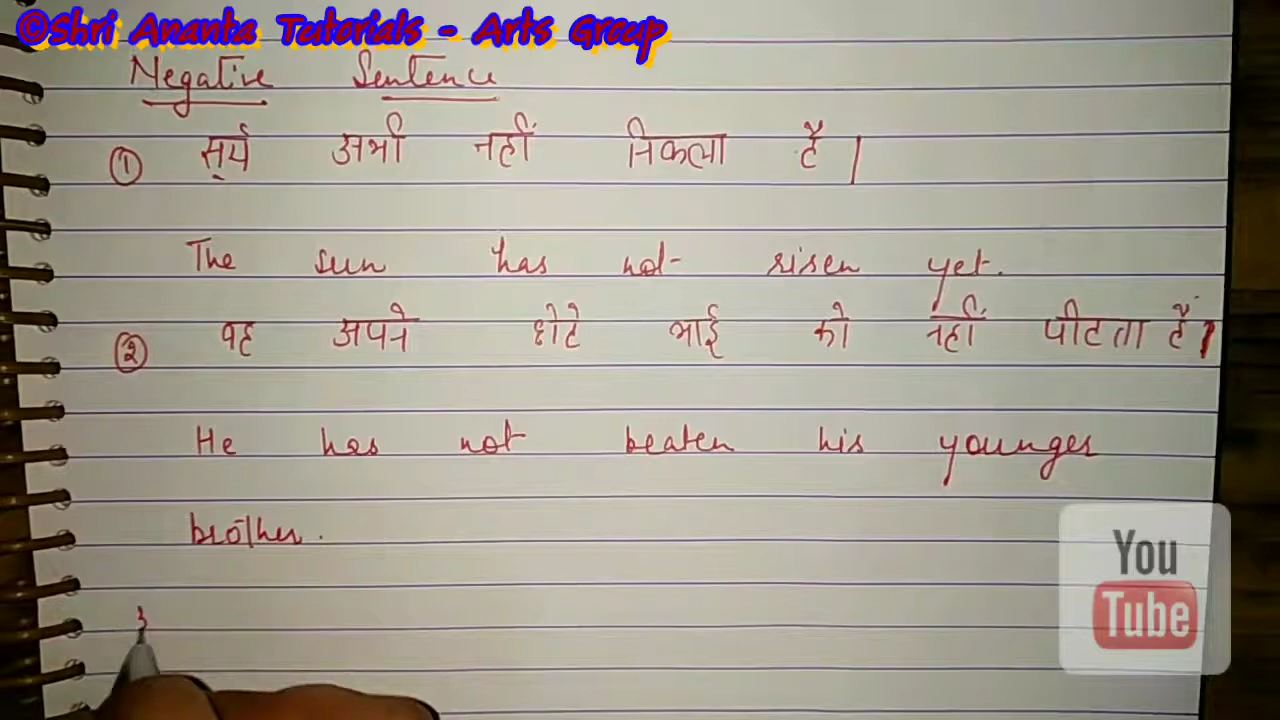 ©Shri Ananta Tutorials - Arts Group
Negative Sentence
① सूर्य अभी नहीं निकला है |
The sun has not risen yet.
② वह अपने छोटे भाई को नहीं पीटता है |
He has not beaten his younger
brother.
3
You
Tube